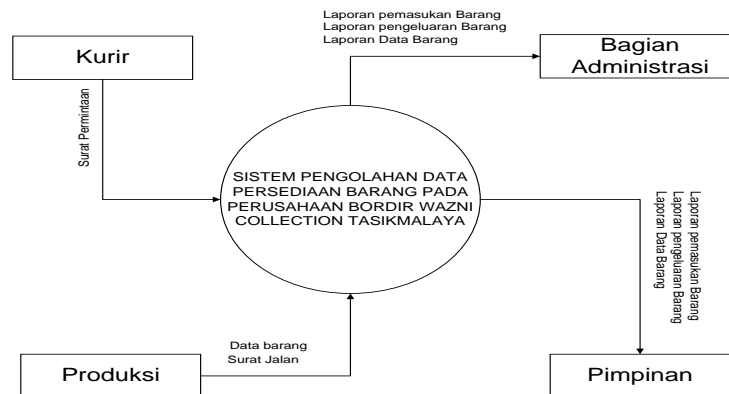 Laporan pemasukan Barang
Laporan pengeluaran Barang
Laporan Data Barang
Kurir
Bagian
Administrasi
Surat Permintaan
SISTEM PENGOLAHAN DATA
PERSEDIAAN BARANG PADA
PERUSAHAAN BORDIR WAZNI
COLLECTION TASIKMALAYA
Laporan pemasukan Barang
Laporan pengeluaran Barang
Laporan Data Barang
Data barang
Surat Jalan
Produksi
Pimpinan